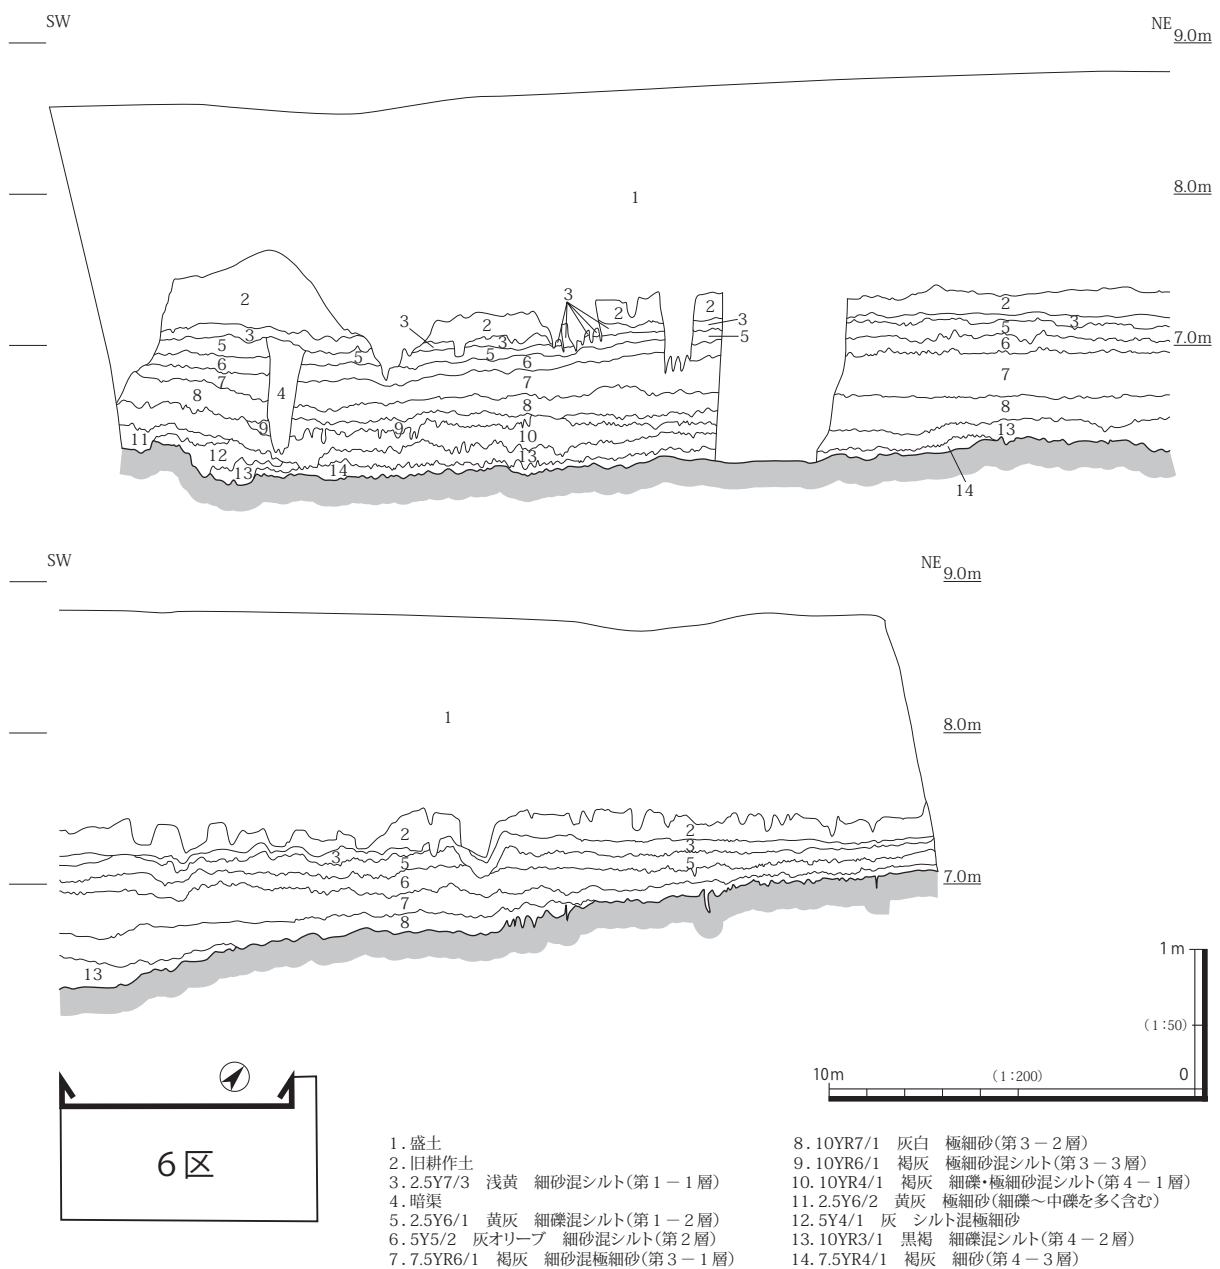 SW
NE 9.0m
8.0m
1
2
3
2
3
2
3
2
3
5
3
5
6
7
8
4
5
2
3
5
6
7
8
9
9
10
11
12
13
14
13
2
3
5
6
7.0m
7
8
13
14
SW
NE 9.0m
1
8.0m
2
3
5
6
7
8
13
2
3
5
7.0m
1m
(1:50)
10m
(1:200)
0
6区
1.盛土
2.旧耕作土
3.2.5Y7/3 浅黄 細砂混シルト(第1-1層)
4.暗渠
5.2.5Y6/1 黄灰 細礫混シルト(第1-2層)
6.5Y5/2 灰オリーブ 細砂混シルト(第2層)
7.7.5YR6/1 褐灰 細砂混極細砂(第3-1層)
8.10YR7/1 灰白 極細砂(第3-2層)
9.10YR6/1 褐灰 極細砂混シルト(第3-3層)
10.10YR4/1 褐灰 細礫・極細砂混シルト(第4-1層)
11.2.5Y6/2 黄灰 極細砂(細礫～中礫を多く含む)
12.5Y4/1 灰 シルト混極細砂
13.10YR3/1 黒褐 細礫混シルト(第4-2層)
14.7.5YR4/1 褐灰 細砂(第4-3層)